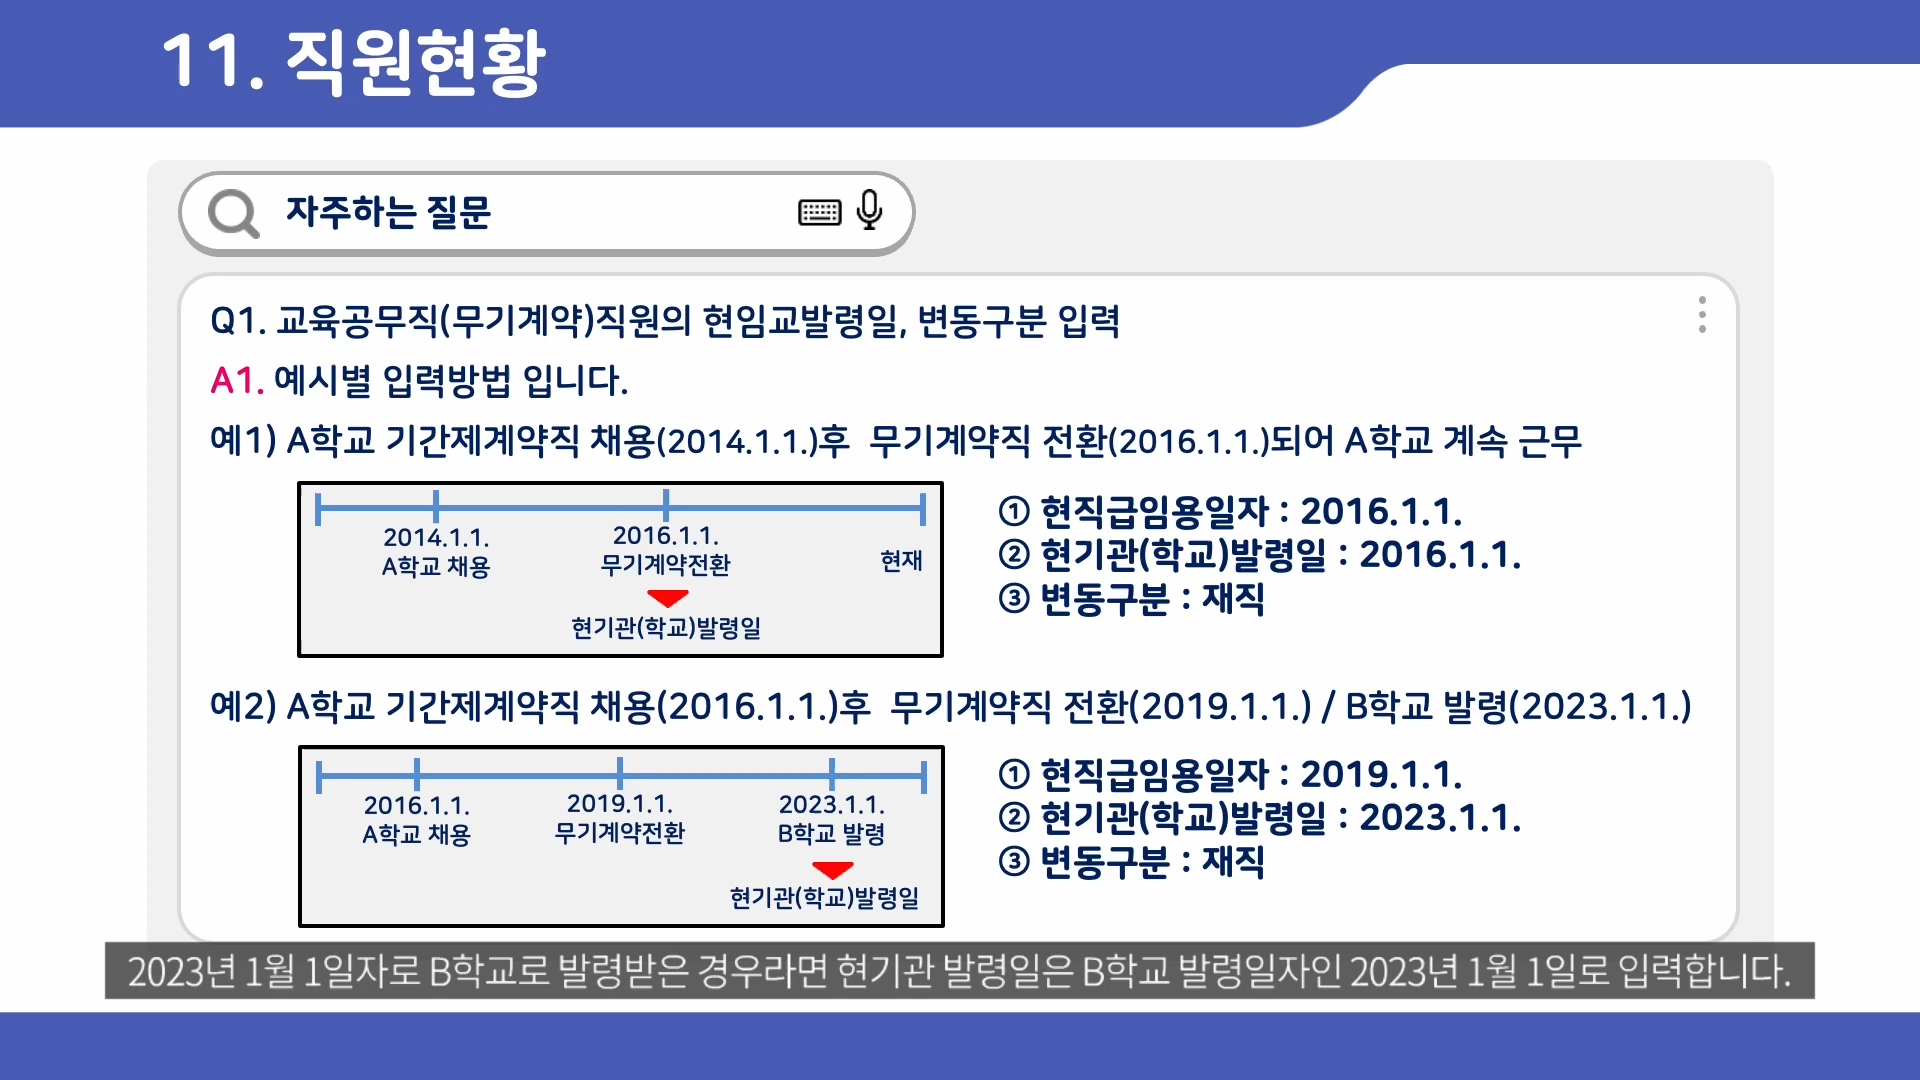 11. 직원현황
자주하는 질문
Q1. 교육공무직(무기계약)직원의 현임교발령일, 변동구분 입력
A1. 예시별 입력방법 입니다.
예1) A학교 기간제계약직 채용(2014.1.1.)후 무기계약직 전환(2016.1.1.)되어 A학교 계속 근무
2014.1.1.
A학교 채용
2016.1.1.
무기계약전환
현재
현기관(학교)발령일
① 현직급임용일자 : 2016.1.1.
② 현기관(학교)발령일 : 2016.1.1.
③ 변동구분 : 재직
예2) A학교 기간제계약직 채용(2016.1.1.)후 무기계약직 전환(2019.1.1.) / B학교 발령(2023.1.1.)
2016.1.1.
A학교 채용
2019.1.1.
무기계약전환
2023.1.1.
B학교 발령
현기관(학교)발령일
① 현직급임용일자 : 2019.1.1.
② 현기관(학교)발령일 : 2023.1.1.
③ 변동구분 : 재직
2023년 1월 1일자로 B학교로 발령받은 경우라면 현기관 발령일은 B학교 발령일자인 2023년 1월 1일로 입력합니다.